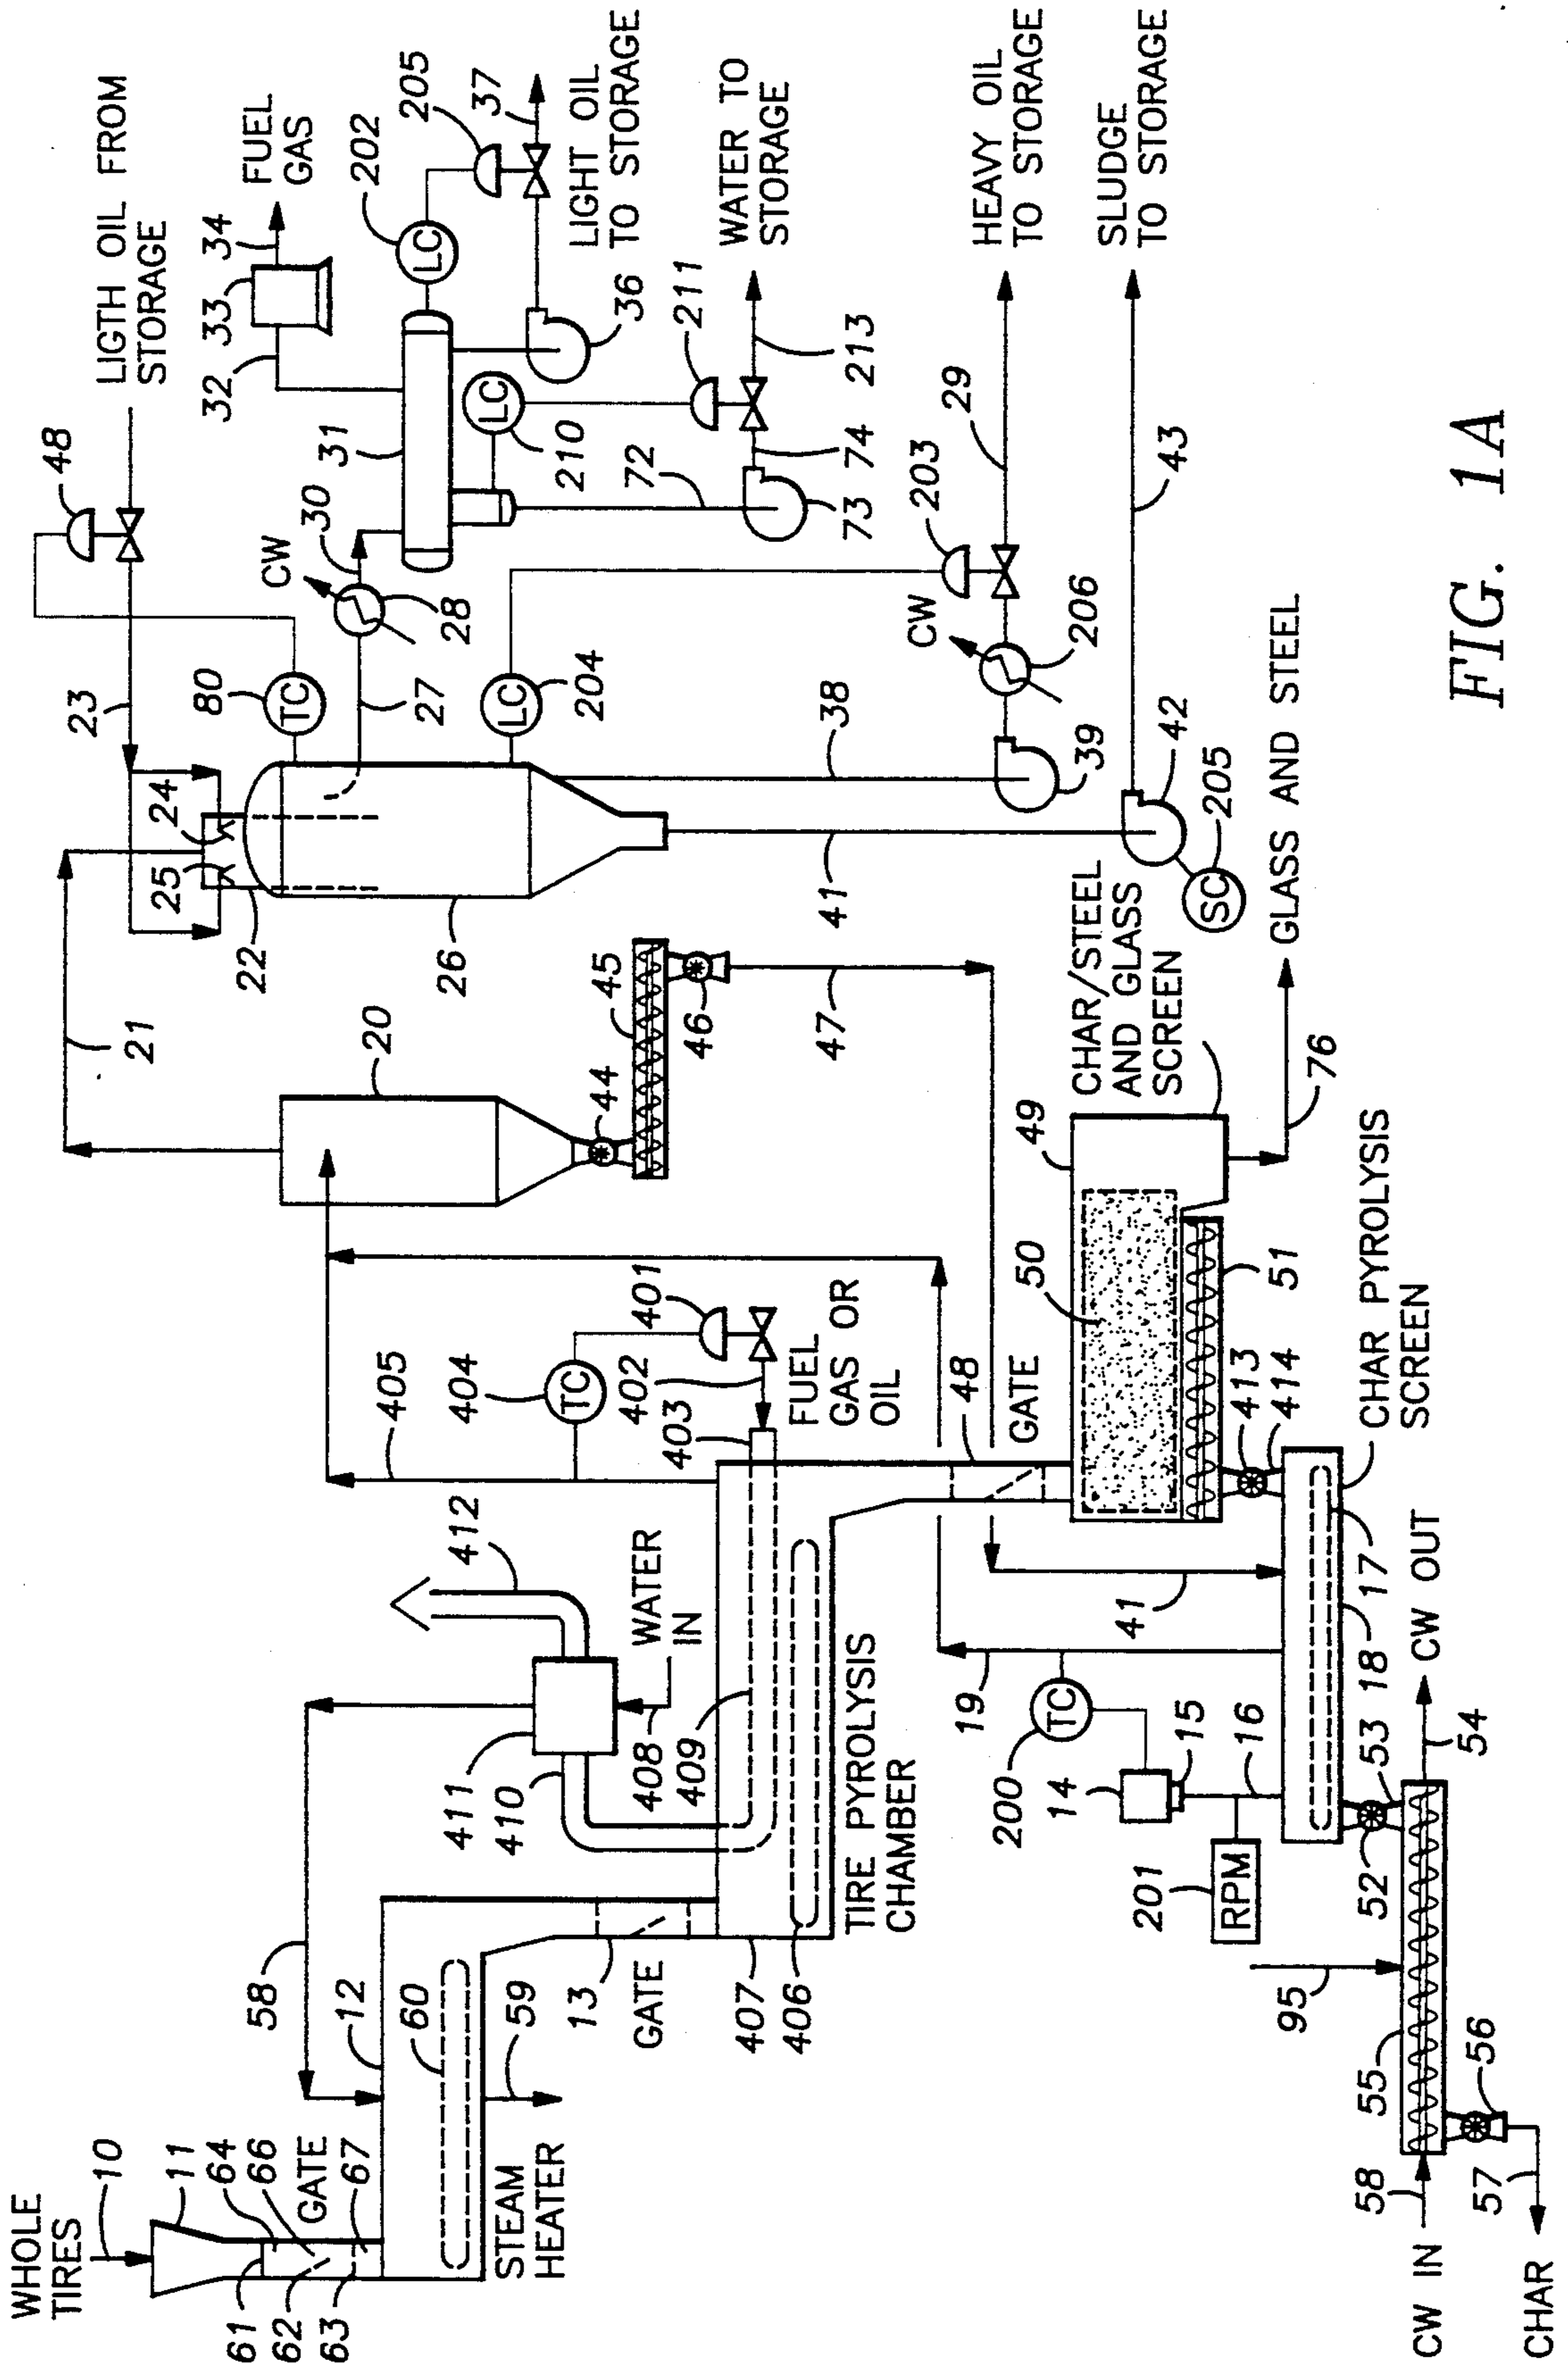 WHOLE
TIRES
10
11
61
64
66
62
GATE
63
67
58
12
60
STEAM
HEATER
59
13
GATE
411
410
412
WATER
IN
408
409
407
406
TIRE PYROLYSIS
CHAMBER
405
404
TC
401
402
403
FUEL
GAS OR
OIL
21
20
44
45
46
47
LIGTH OIL FROM
STORAGE
48
23
24
25
22
26
80
TC
CW
30
28
27
LC
204
31
32
33
34
FUEL
GAS
202
LC
205
37
LIGHT OIL
TO STORAGE
36
LC
210
211
72
73
74
213
WATER TO
STORAGE
38
39
CW
206
203
29
HEAVY OIL
TO STORAGE
41
42
205
SC
43
SLUDGE
TO STORAGE
48
GATE
50
49
CHAR/STEEL
AND GLASS
SCREEN
51
76
GLASS AND STEEL
413
414
CHAR PYROLYSIS
SCREEN
19
41
200
TC
14
15
16
201
RPM
18
17
52
53
54
CW OUT
95
55
56
58
CW IN
57
CHAR
FIG. 1A